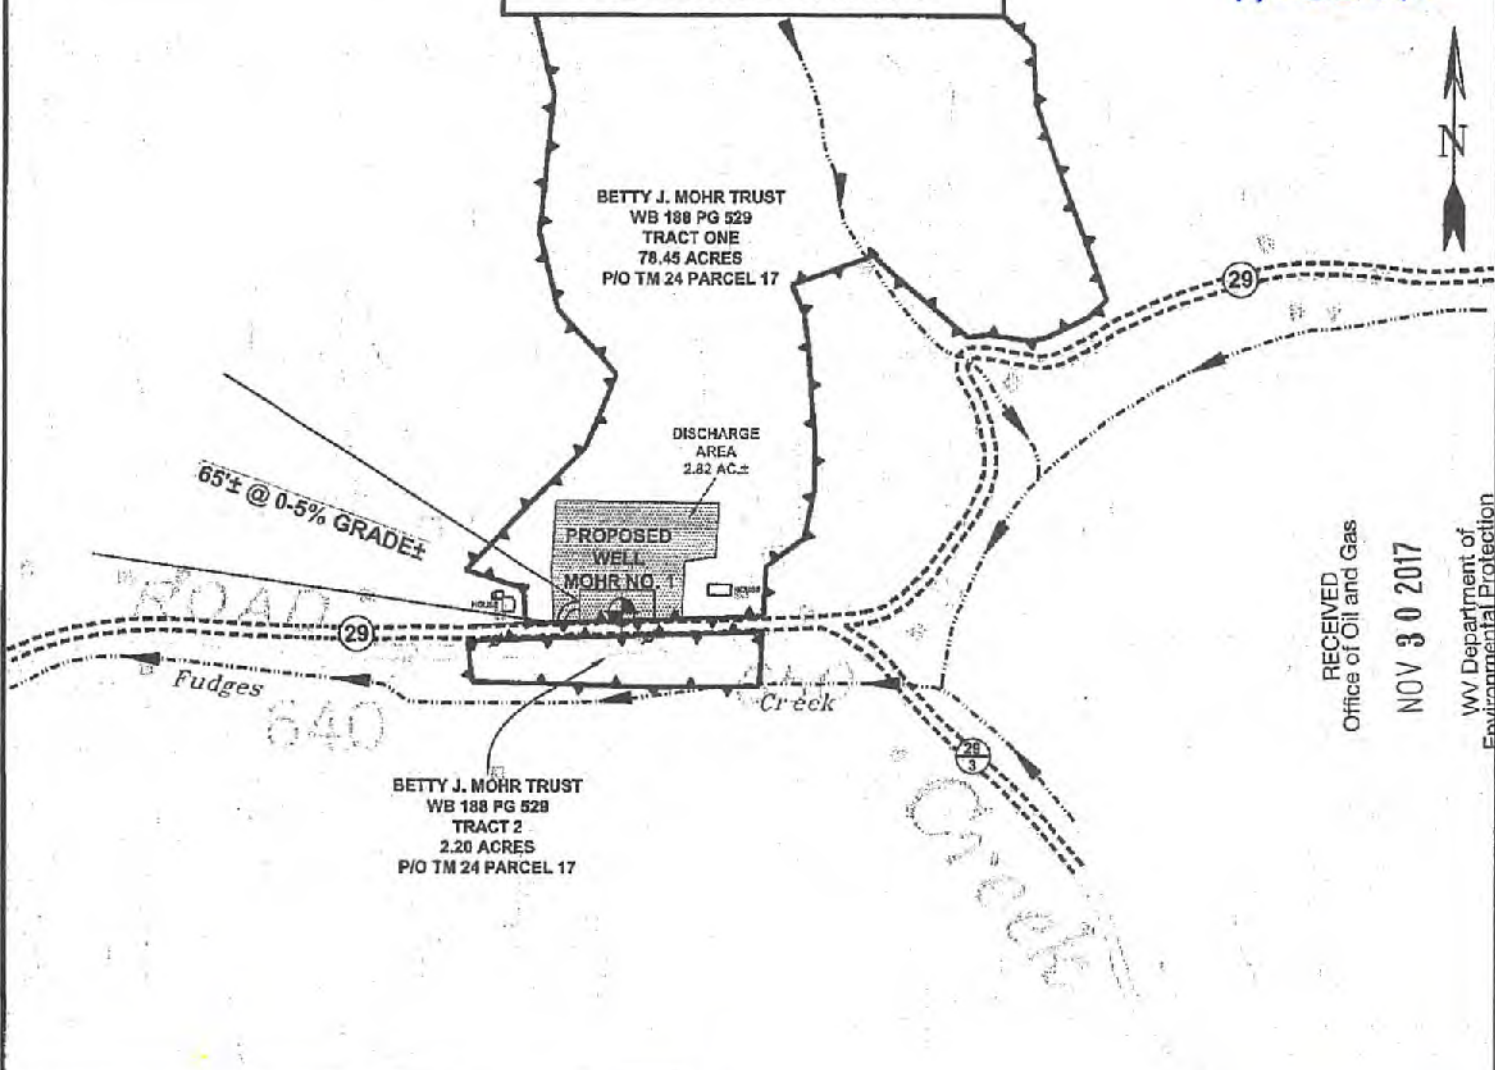 N
BETTY J. MOHR TRUST
WB 188 PG 529
TRACT ONE
78.45 ACRES
P/O TM 24 PARCEL 17
29
DISCHARGE
AREA
2.82 AC.±
65'± @ 0-5% GRADE±
PROPOSED
WELL
MOHR NO. 1
HOUSE
HOUSE
ROAD
29
Fudges
640
Creek
29
3
BETTY J. MOHR TRUST
WB 188 PG 529
TRACT 2
2.20 ACRES
P/O TM 24 PARCEL 17
Creek
RECEIVED
Office of Oil and Gas
NOV 30 2017
WV Department of
Environmental Protection